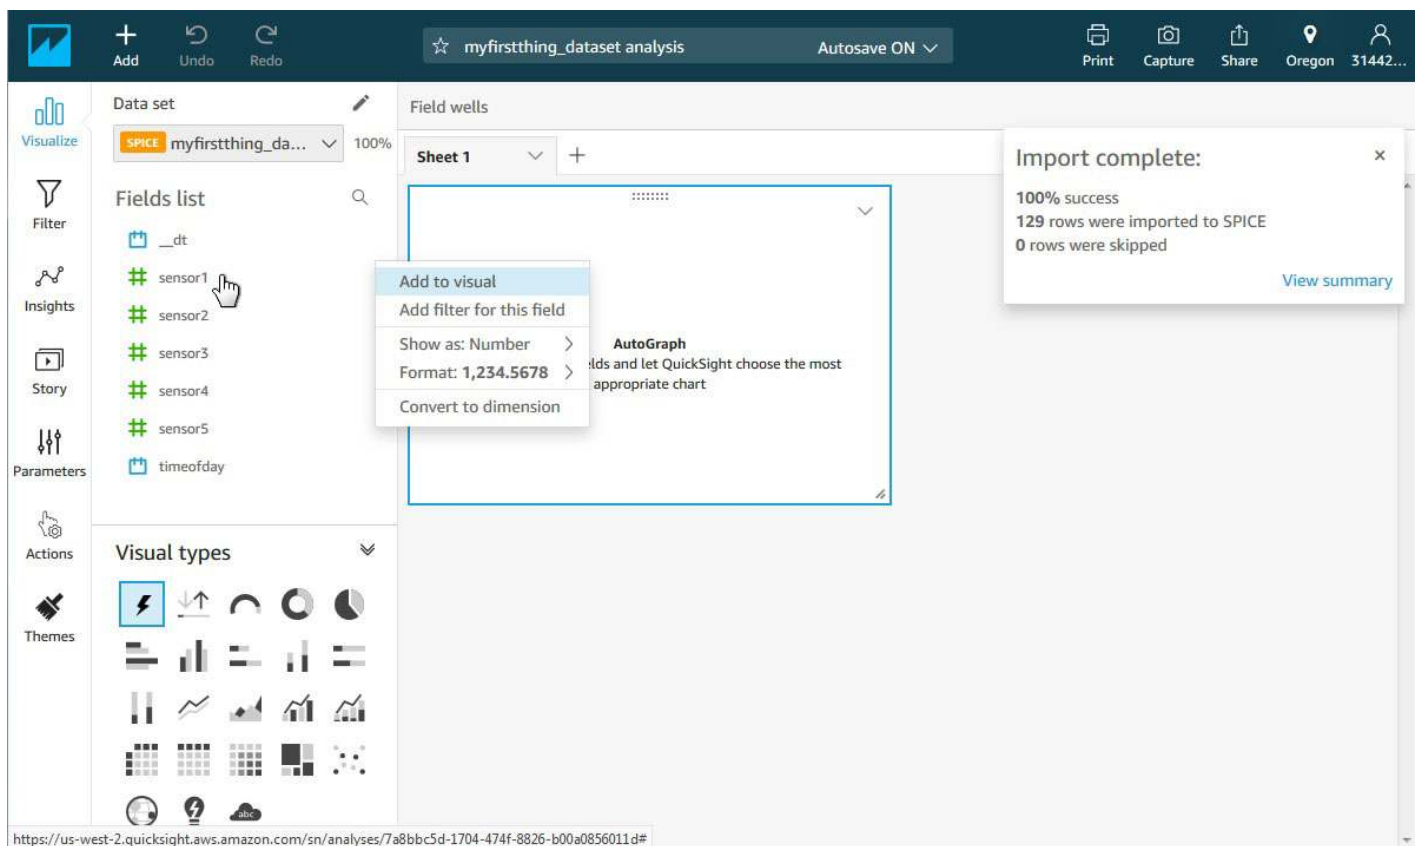 Add
Undo
Redo
myfirstthing_dataset analysis
Autosave ON
Print
Capture
Share
Oregon
31442...
Visualize
Filter
Insights
Story
Parameters
Actions
Themes
Data set
SPICE myfirstthing_da... 100%
Fields list
__dt
sensor1
sensor2
sensor3
sensor4
sensor5
timeofday
Visual types
abc
Field wells
Sheet 1
Add to visual
Add filter for this field
Show as: Number
Format: 1,234.5678
Convert to dimension
AutoGraph
lds and let QuickSight choose the most
appropriate chart
Import complete:
100% success
129 rows were imported to SPICE
0 rows were skipped
View summary
https://us-west-2.quicksight.aws.amazon.com/sn/analyses/7a8bbc5d-1704-474f-8826-b00a0856011d#